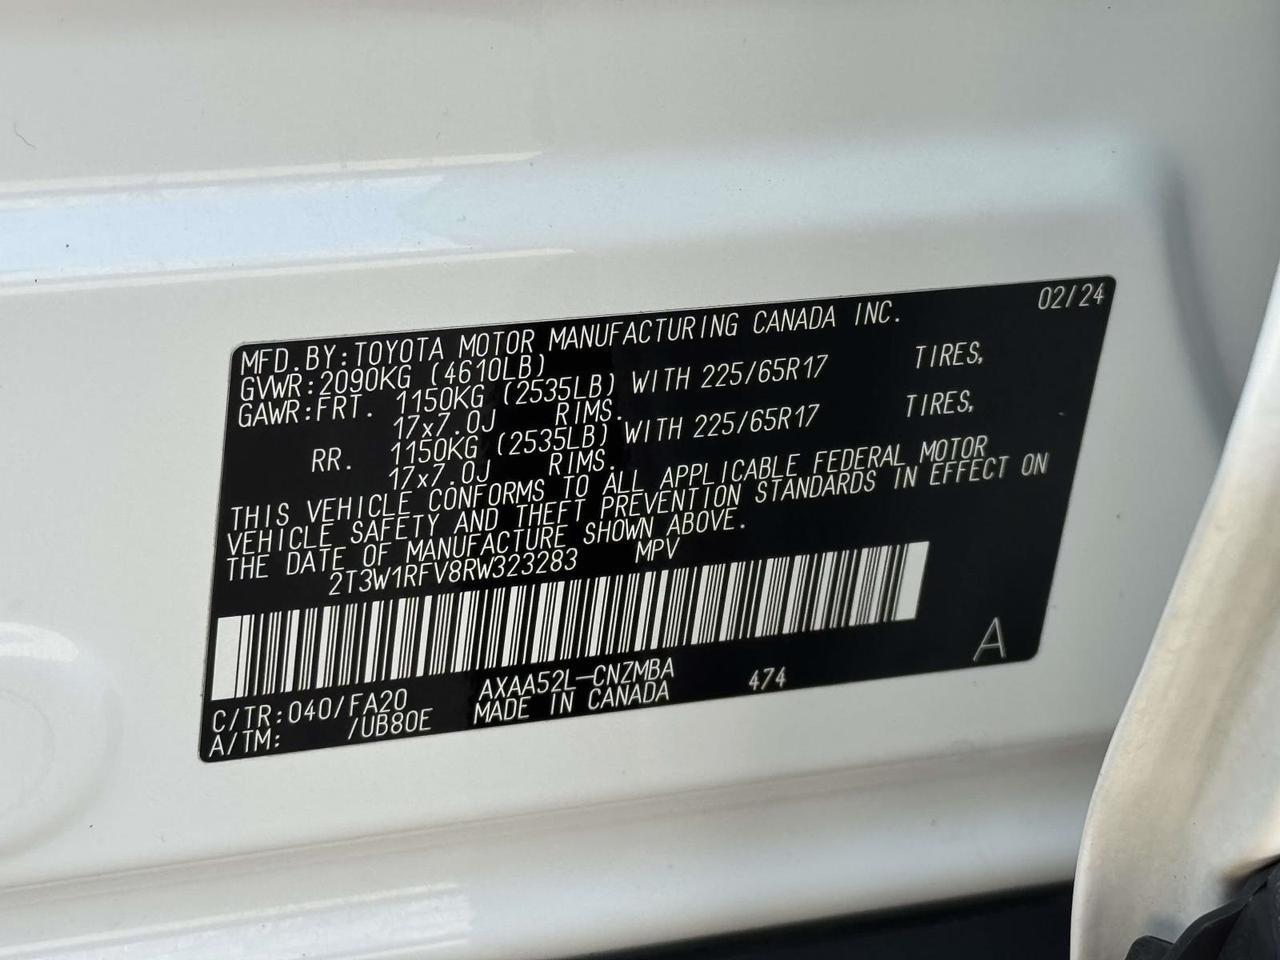 02/24
MFD.BY:TOYOTA MOTOR MANUFACTURING CANADA INC.
GVWR:2090KG (4610LB)
GAWR:FRT. 1150KG (2535LB) WITH 225/65R17 TIRES,
17x7.0J RIMS.
RR. 1150KG (2535LB) WITH 225/65R17 TIRES,
17x7.0J RIMS.
THIS VEHICLE CONFORMS TO ALL APPLICABLE FEDERAL MOTOR
VEHICLE SAFETY AND THEFT PREVENTION STANDARDS IN EFFECT ON
THE DATE OF MANUFACTURE SHOWN ABOVE.
2T3W1RFV8RW323283 MPV
A
C/TR:040/FA20 AXAA52L-CNZMBA 474
A/TM: /UB80E MADE IN CANADA